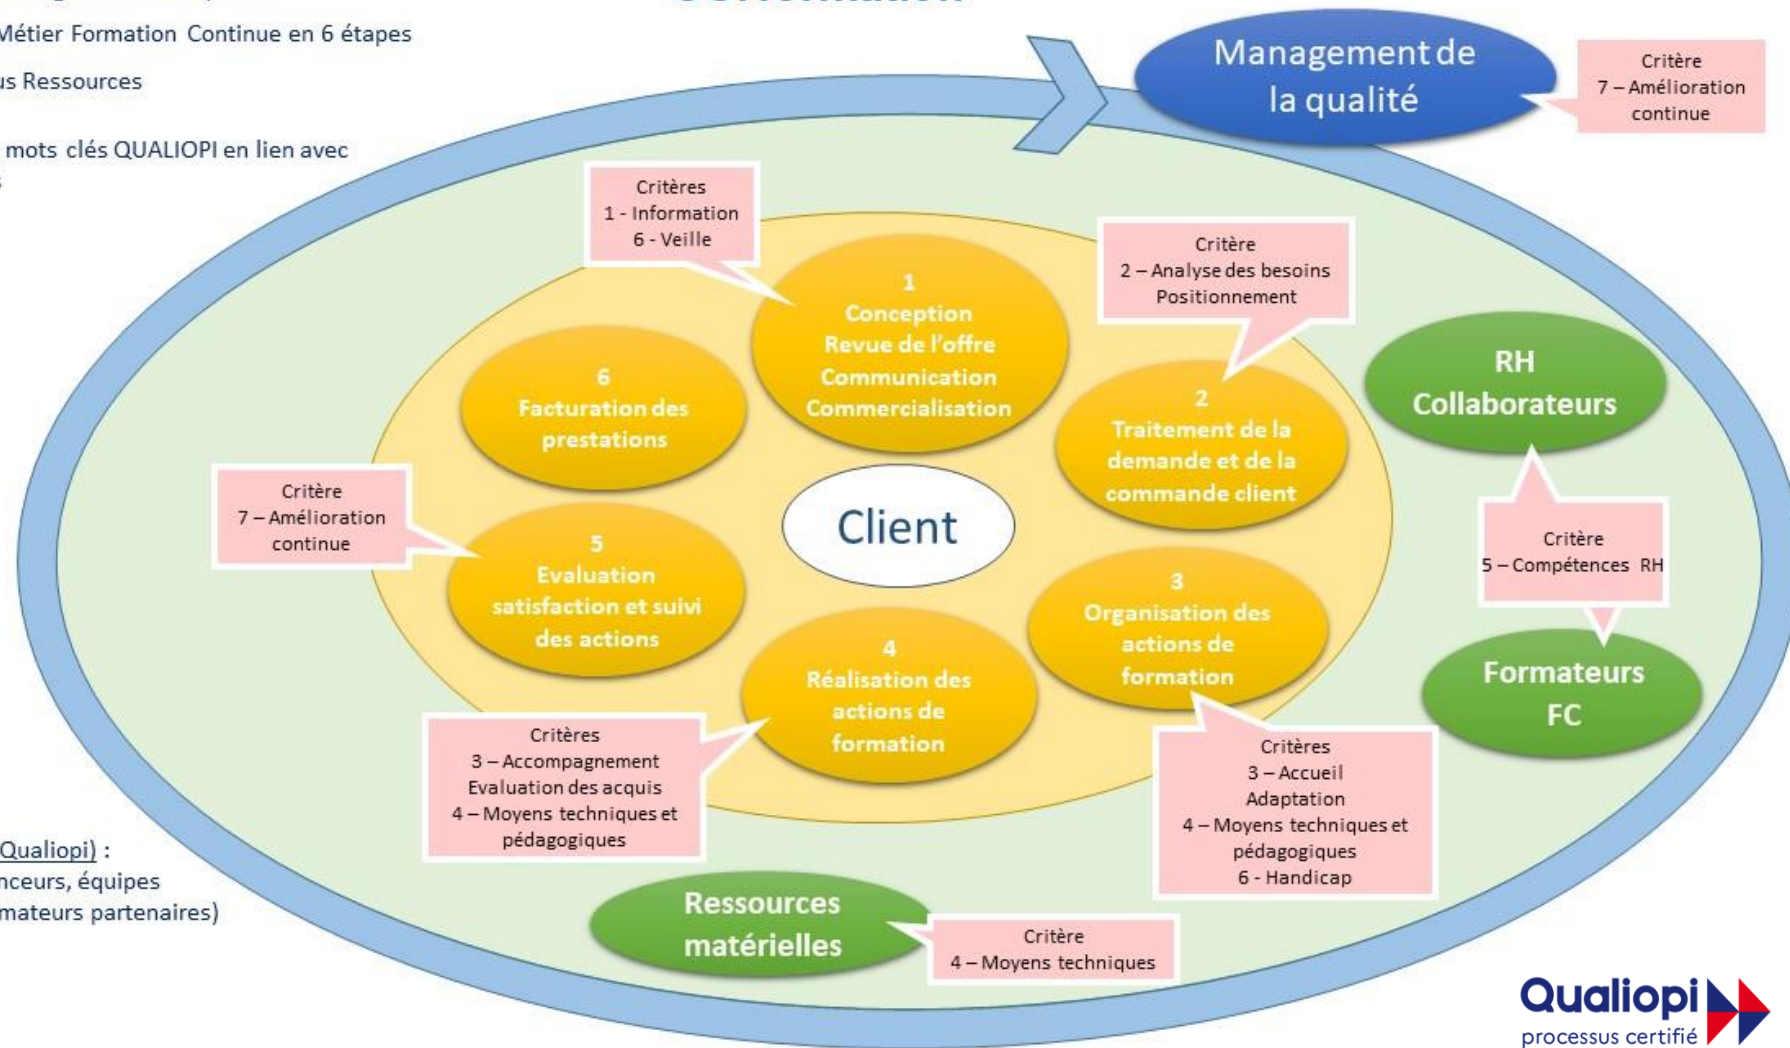 Métier Formation Continue en 6 étapes
Ressources
mots clés QUALIOPI en lien avec
Management de
la qualité
Critère
7 – Amélioration
continue
Critères
1 - Information
6 - Veille
Critère
2 – Analyse des besoins
Positionnement
1
Conception
Revue de l'offre
Communication
Commercialisation
6
Facturation des
prestations
2
Traitement de la
demande et de la
commande client
RH
Collaborateurs
Critère
7 – Amélioration
continue
Client
Critère
5 – Compétences RH
5
Evaluation
satisfaction et suivi
des actions
3
Organisation des
actions de
formation
4
Réalisation des
actions de
formation
Formateurs
FC
Critères
3 – Accompagnement
Evaluation des acquis
4 – Moyens techniques et
pédagogiques
Critères
3 – Accueil
Adaptation
4 – Moyens techniques et
pédagogiques
6 - Handicap
Qualiopi) :
équipes
partenaires)
Ressources
matérielles
Critère
4 – Moyens techniques
Qualiopi
processus certifié